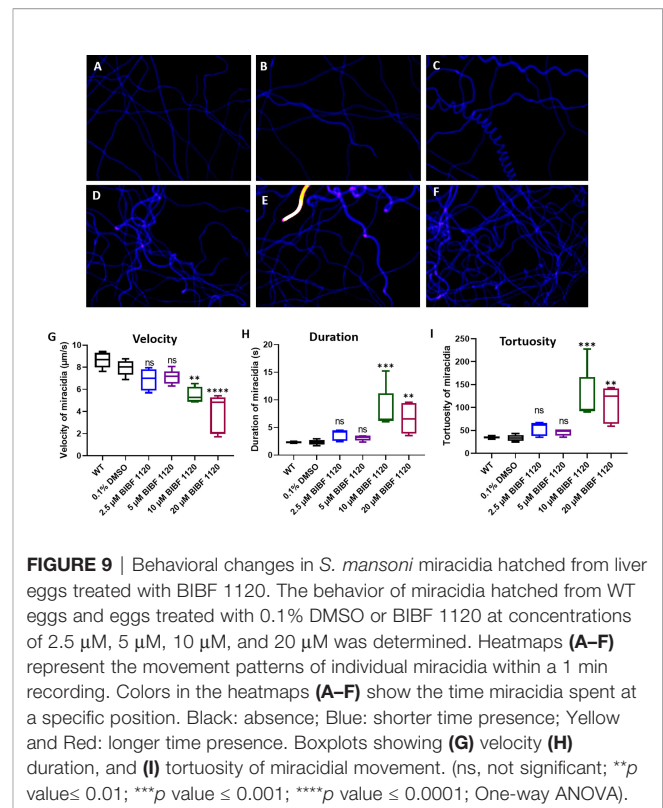 A
B
C
D
E
F
G
Velocity
Velocity of miracidia (μm/s)
10
8
6
4
2
0
ns
ns
**
****
WT
0.1% DMSO
2.5 μM BIBF 1120
5 μM BIBF 1120
10 μM BIBF 1120
20 μM BIBF 1120
H
Duration
Duration of miracidia (s)
20
15
10
5
0
ns
ns
***
**
WT
0.1% DMSO
2.5 μM BIBF 1120
5 μM BIBF 1120
10 μM BIBF 1120
20 μM BIBF 1120
I
Tortuosity
Tortuosity of miracidia
250
200
150
100
50
0
ns
ns
***
**
WT
0.1% DMSO
2.5 μM BIBF 1120
5 μM BIBF 1120
10 μM BIBF 1120
20 μM BIBF 1120
FIGURE 9 | Behavioral changes in S. mansoni miracidia hatched from liver
eggs treated with BIBF 1120. The behavior of miracidia hatched from WT
eggs and eggs treated with 0.1% DMSO or BIBF 1120 at concentrations
of 2.5 μM, 5 μM, 10 μM, and 20 μM was determined. Heatmaps (A–F)
represent the movement patterns of individual miracidia within a 1 min
recording. Colors in the heatmaps (A–F) show the time miracidia spent at
a specific position. Black: absence; Blue: shorter time presence; Yellow
and Red: longer time presence. Boxplots showing (G) velocity (H)
duration, and (I) tortuosity of miracidial movement. (ns, not significant; **p
value≤ 0.01; ***p value ≤ 0.001; ****p value ≤ 0.0001; One-way ANOVA).